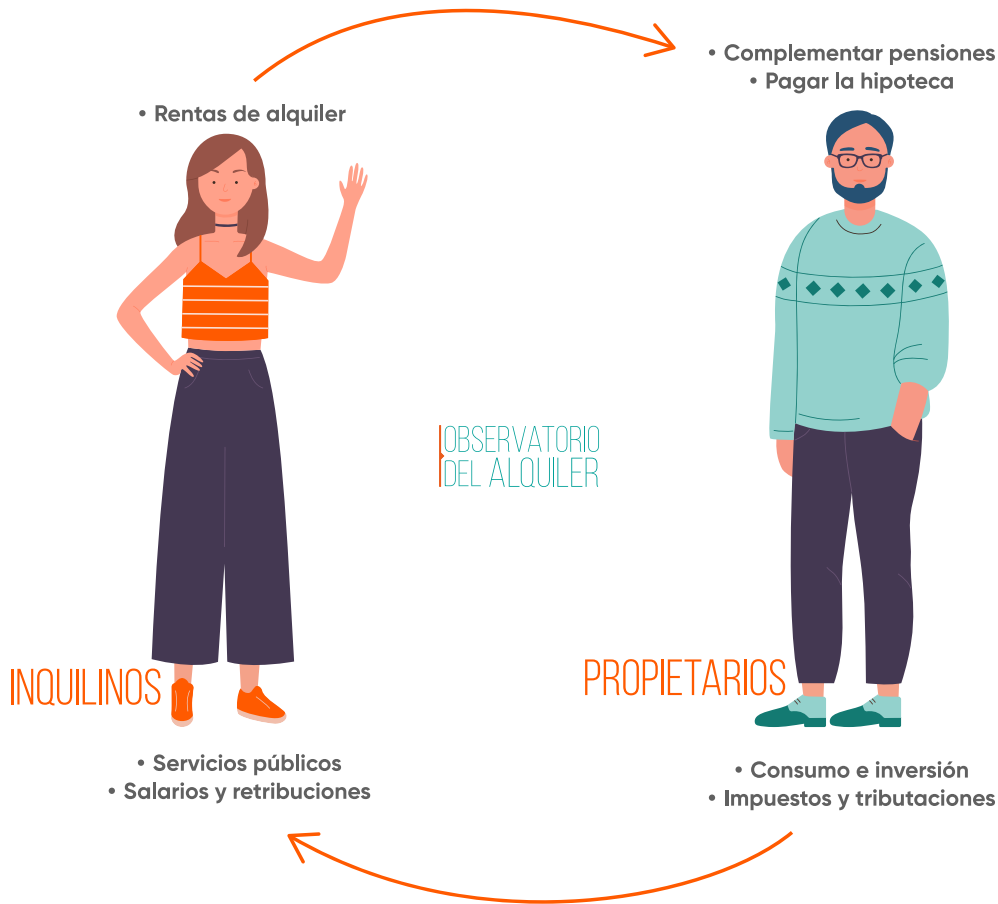 • Complementar pensiones
• Pagar la hipoteca
• Rentas de alquiler
OBSERVATORIO
DEL ALQUILER
INQUILINOS
PROPIETARIOS
• Servicios públicos
• Salarios y retribuciones
• Consumo e inversión
• Impuestos y tributaciones